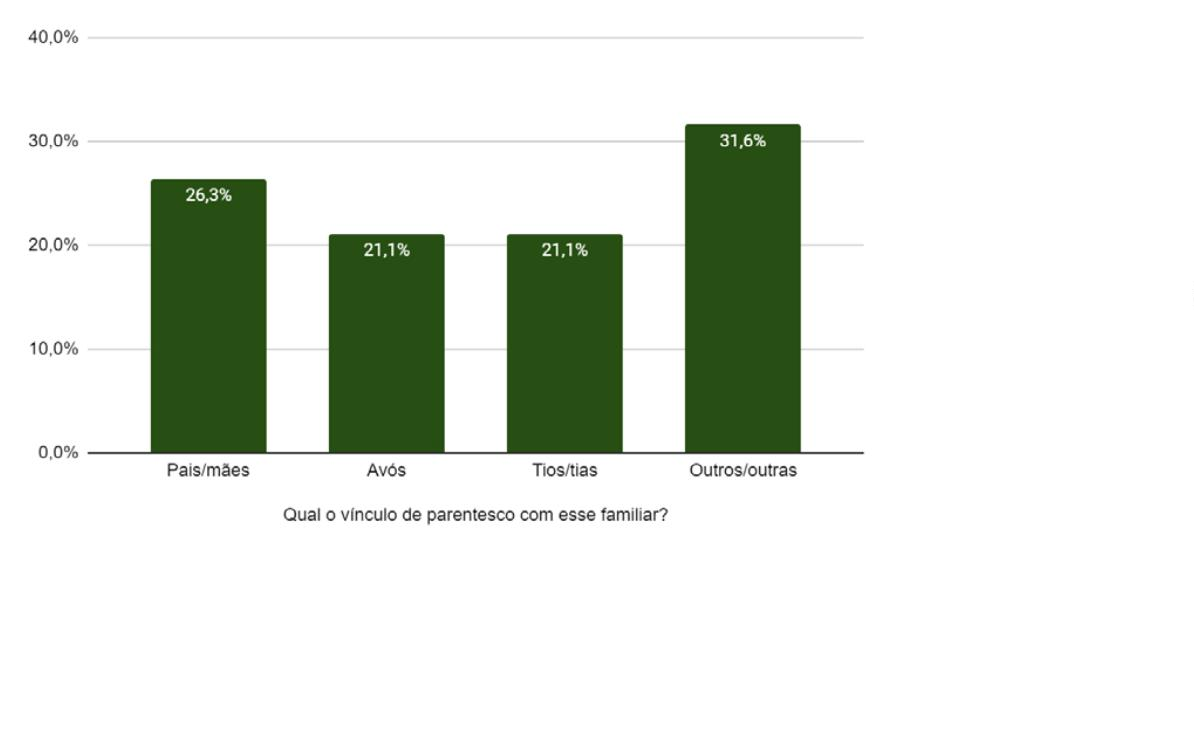 40,0%
30,0%
20,0%
10,0%
0,0%
26,3%
21,1%
21,1%
31,6%
Pais/mães
Avós
Tios/tias
Outros/outras
Qual o vínculo de parentesco com esse familiar?